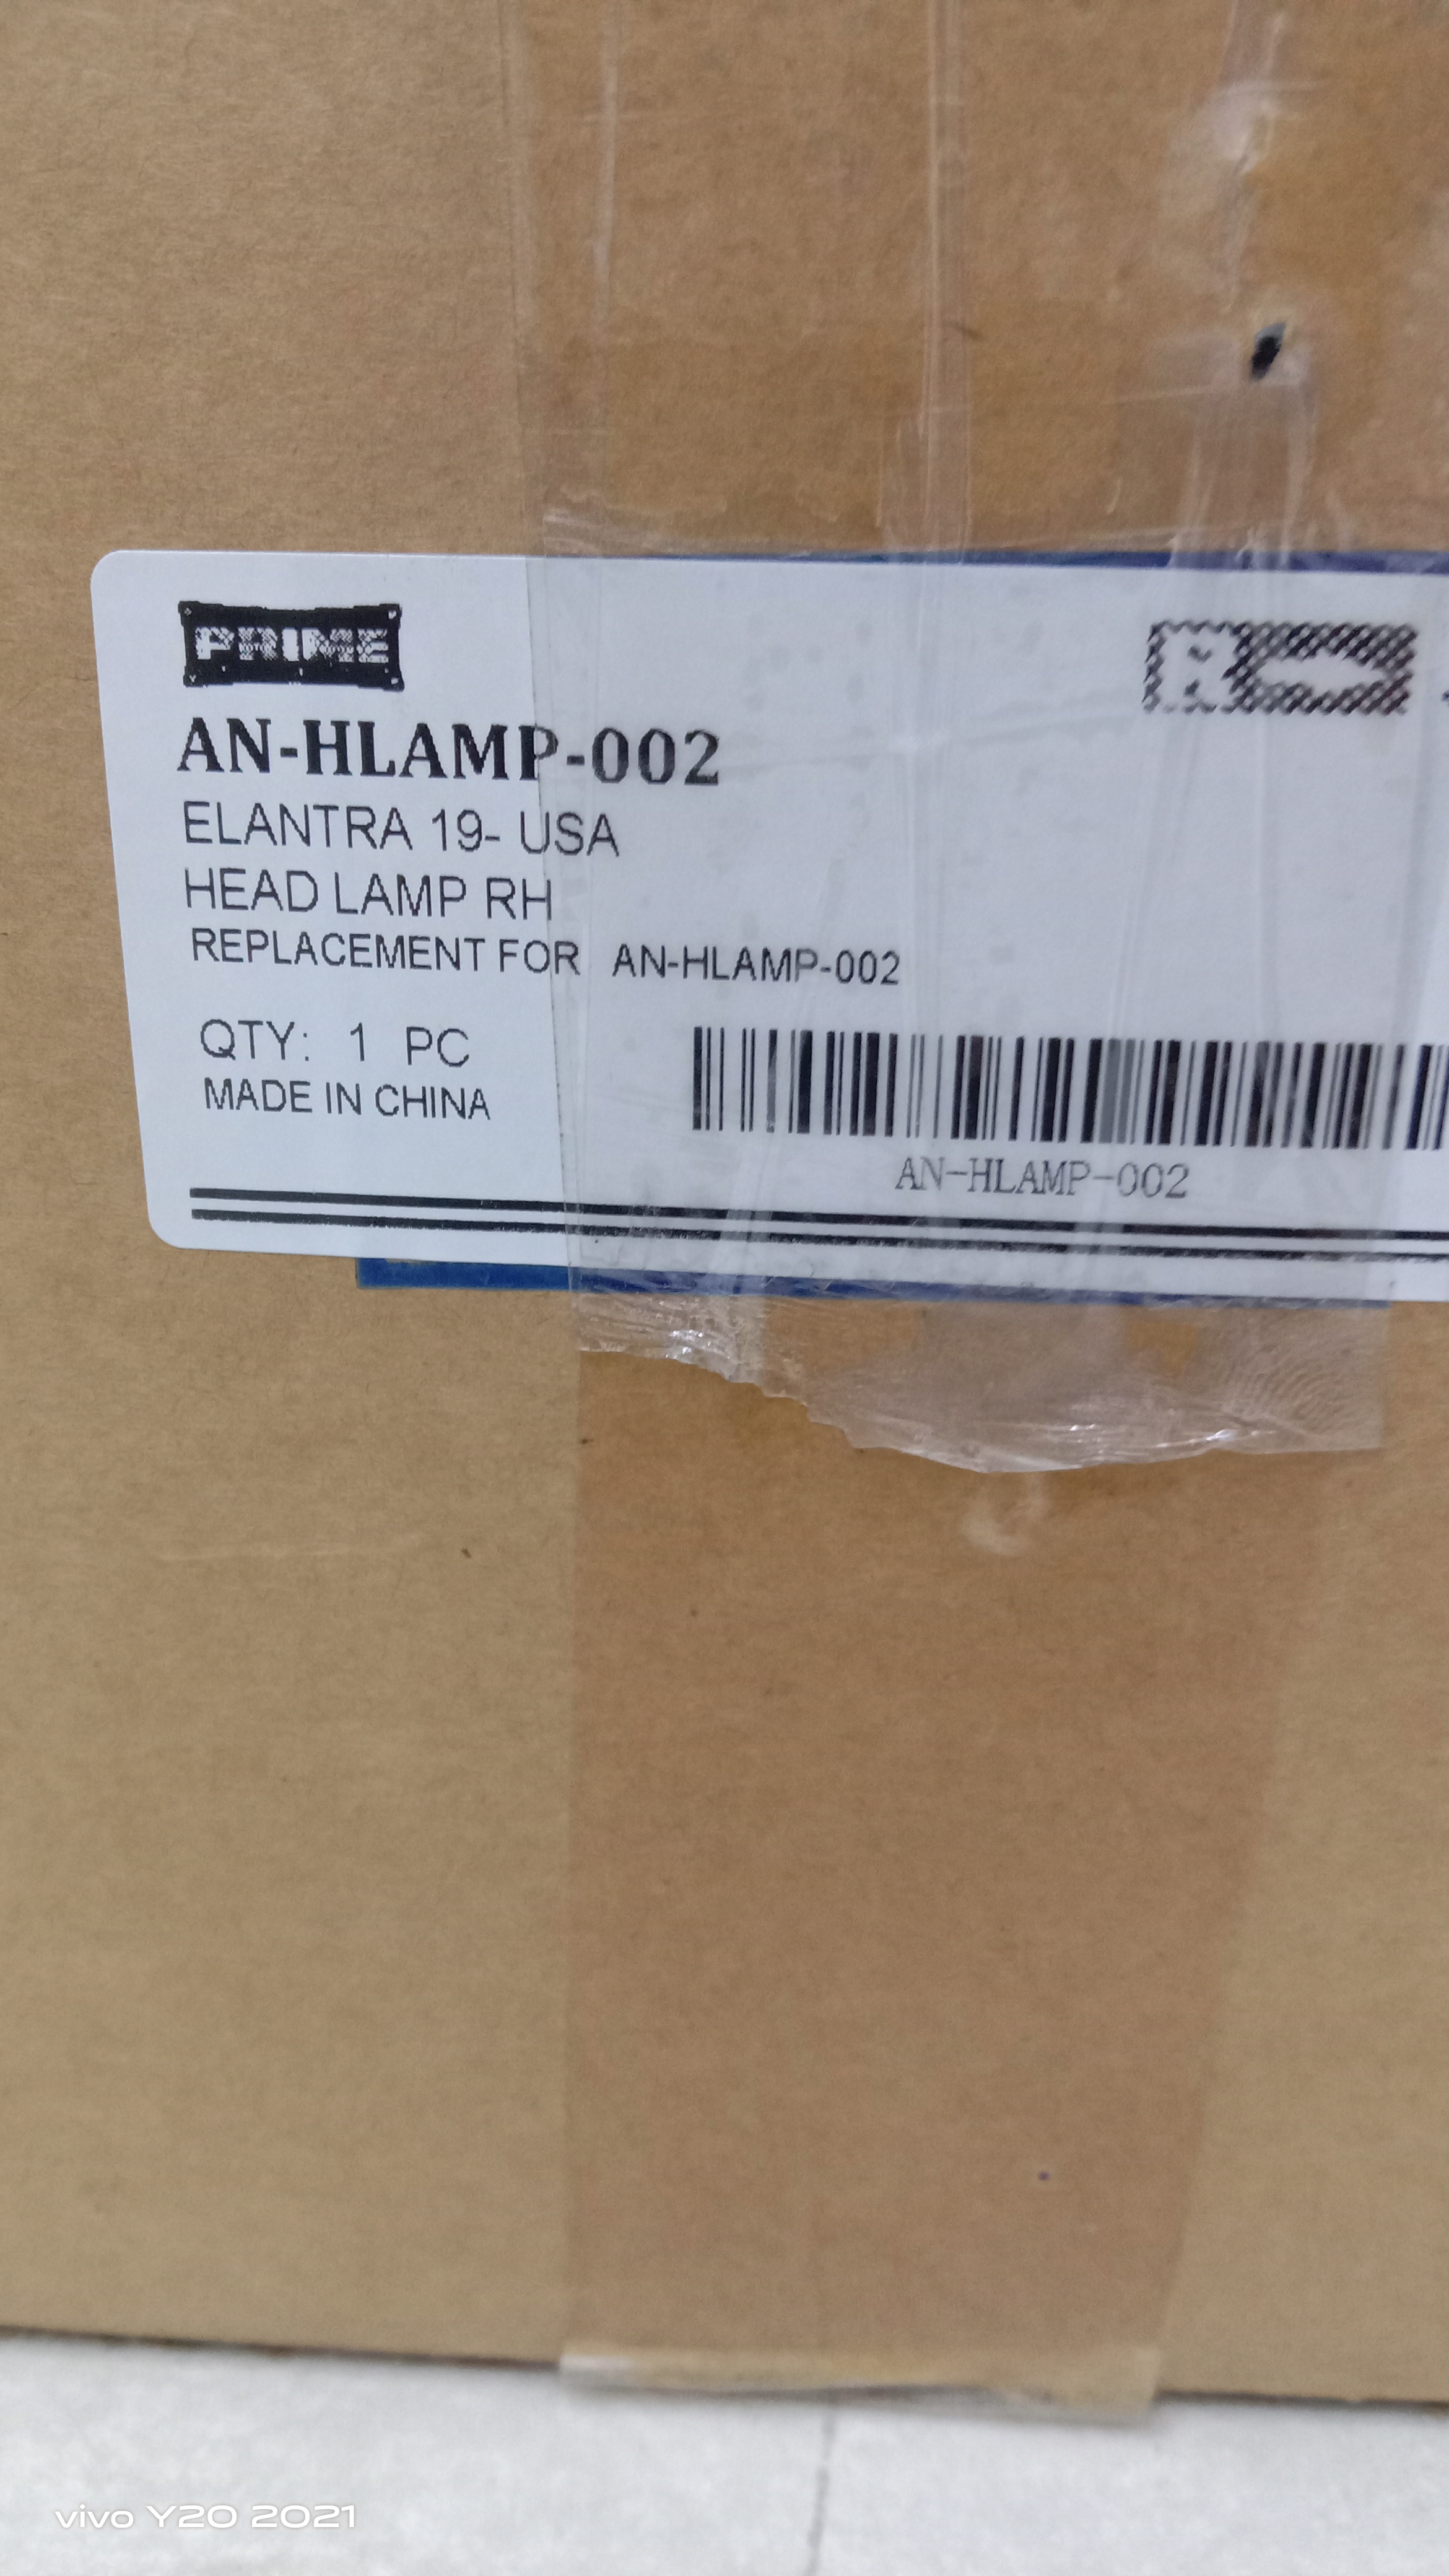 PRIME
AN-HLAMP-002
ELANTRA 19- USA
HEAD LAMP RH
REPLACEMENT FOR AN-HLAMP-002
QTY: 1 PC
MADE IN CHINA
AN-HLAMP-002
vivo Y20 2021